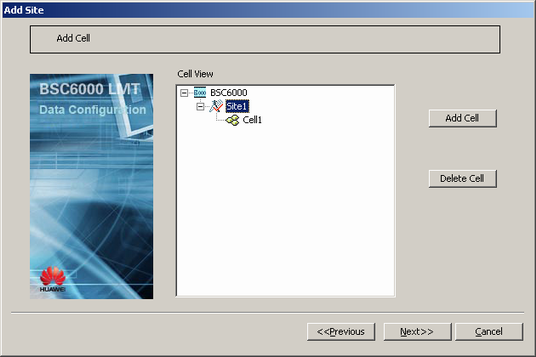 Add Site
Add Cell
Cell View
BSC6000 LMT
Data Configuration
BSC6000
Site1
Cell1
Add Cell
Delete Cell
HUAWEI
<<Previous
Next>>
Cancel